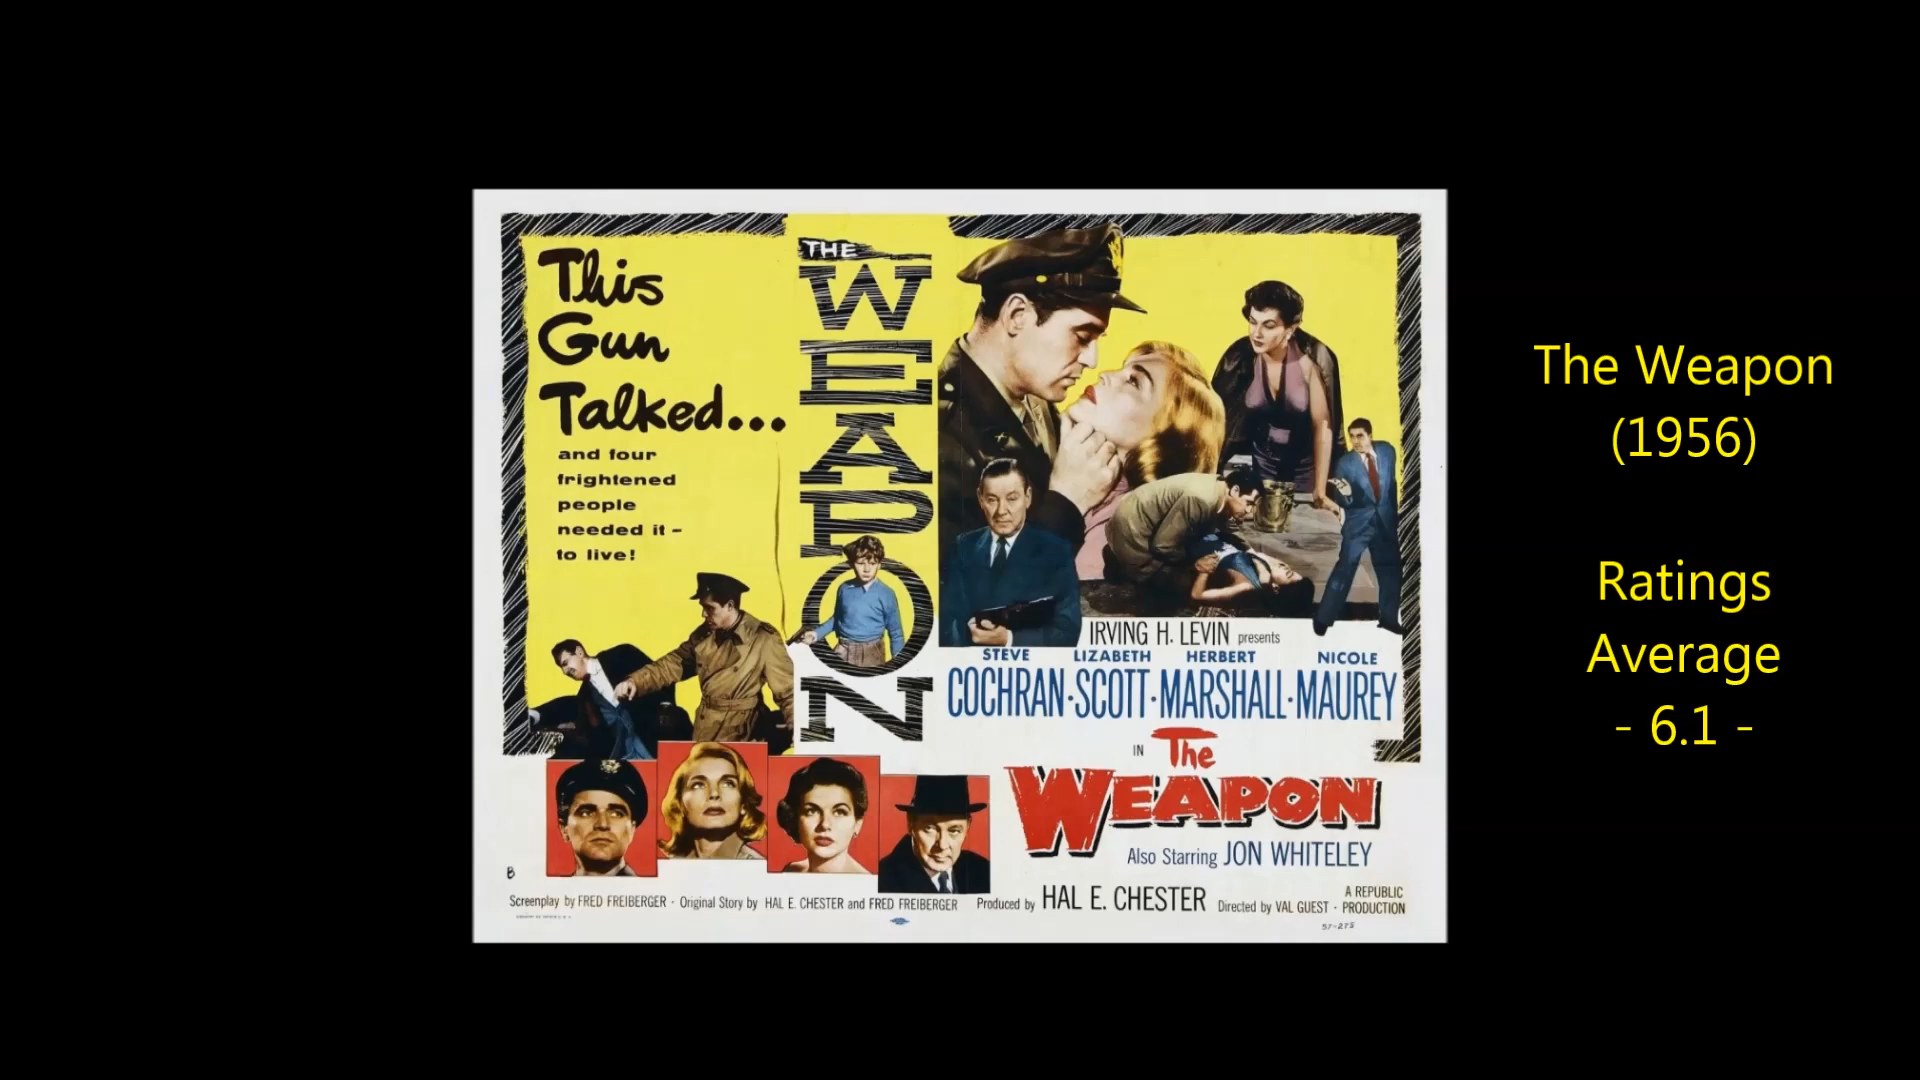 This
Gun
Talked...
and four
frightened
people
needed it -
to live!
THE
WEAPON
IRVING H. LEVIN presents
STEVE LIZABETH HERBERT NICOLE
COCHRAN · SCOTT · MARSHALL · MAUREY
IN The
WEAPON
Also Starring JON WHITELEY
B
Screenplay by FRED FREIBERGER · Original Story by HAL E. CHESTER and FRED FREIBERGER Produced by HAL E. CHESTER Directed by VAL GUEST · A REPUBLIC PRODUCTION
57-275
The Weapon
(1956)
Ratings
Average
- 6.1 -